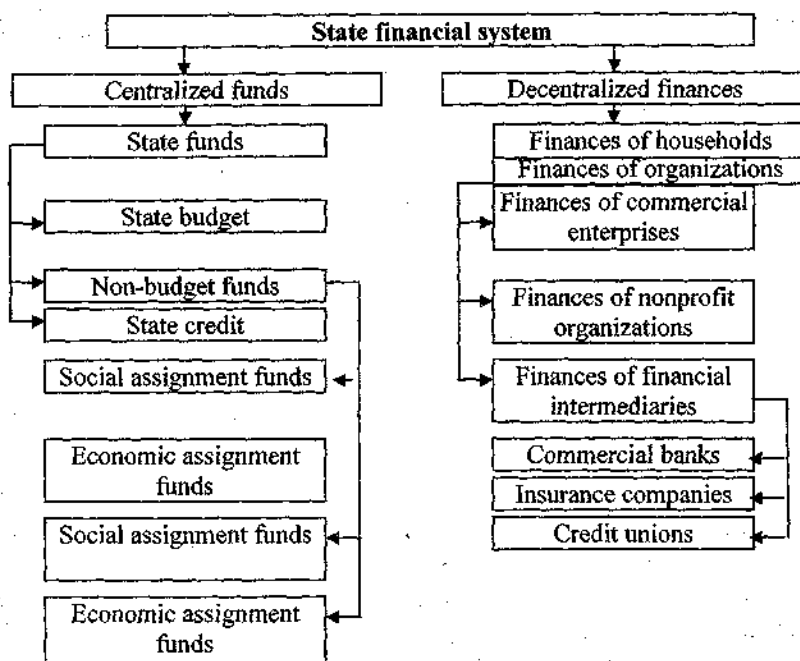 State financial system
Centralized funds
State funds
State budget
Non-budget funds
State credit
Social assignment funds
Economic assignment
funds
Social assignment funds
Economic assignment
funds
Decentralized finances
Finances of households
Finances of organizations
Finances of commercial
enterprises
Finances of nonprofit
organizations
Finances of financial
intermediaries
Commercial banks
Insurance companies
Credit unions